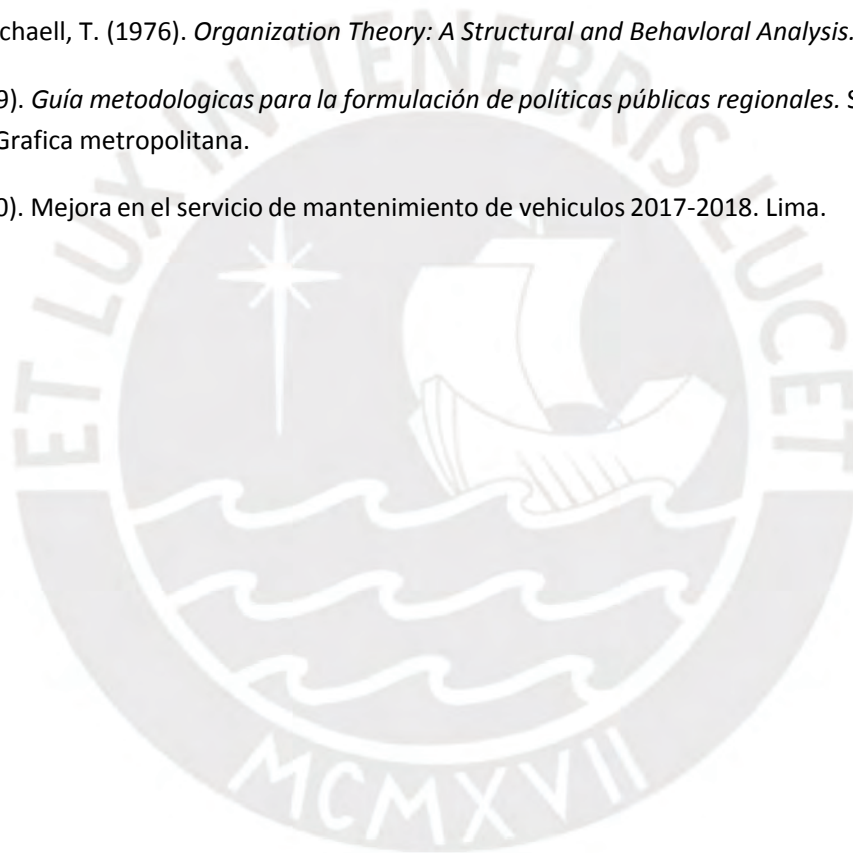 chaell, T. (1976). Organization Theory: A Structural and Behavloral Analysis.
9). Guía metodologicas para la formulación de políticas públicas regionales. S
Grafica metropolitana.
0). Mejora en el servicio de mantenimiento de vehiculos 2017-2018. Lima.
ET LUX IN TENEBRIS LUCET
MCMXVII